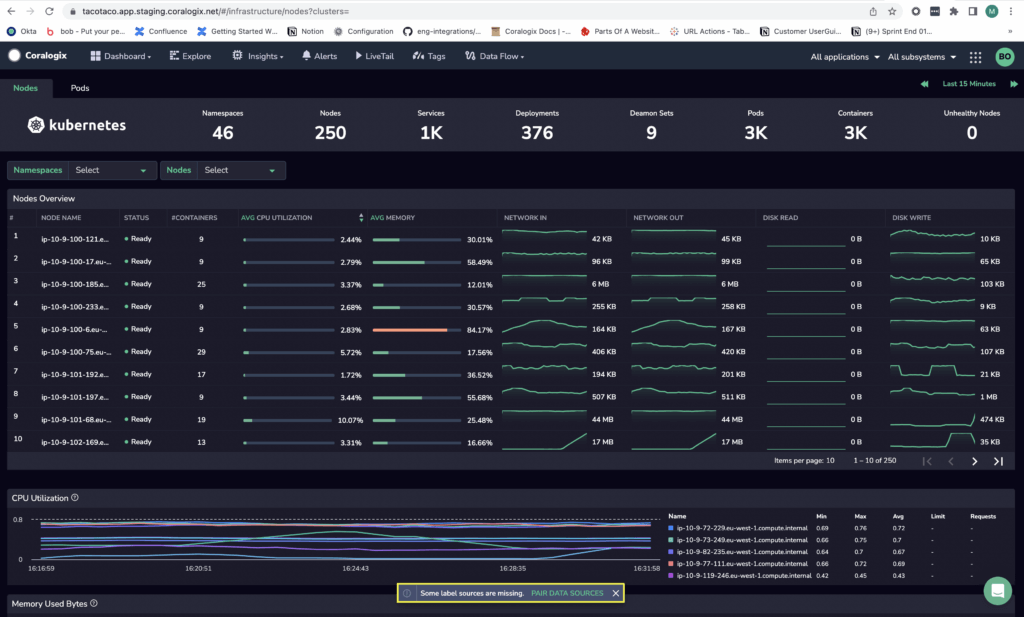 tacotaco.app.staging.coralogix.net/#/infrastructure/nodes?clusters=
M
Okta
bob - Put your pe...
Confluence
Getting Started W...
Notion
Configuration
eng-integrations/...
Coralogix Docs | -...
Parts Of A Websit...
URL Actions - Tab...
Customer UserGui...
(9+) Sprint End 01...
»
Coralogix
Dashboard
Explore
Insights
Alerts
LiveTail
Tags
Data Flow
All applications
All subsystems
BO
Nodes
Pods
Last 15 Minutes
kubernetes
Namespaces Nodes Services Deployments Deamon Sets Pods Containers Unhealthy Nodes
46 250 1K 376 9 3K 3K 0
Namespaces Select Nodes Select
Nodes Overview
# NODE NAME STATUS #CONTAINERS AVG CPU UTILIZATION AVG MEMORY NETWORK IN NETWORK OUT DISK READ DISK WRITE
1 ip-10-9-100-121.e... Ready 9 2.44% 30.01% 42 KB 45 KB 0 B 10 KB
2 ip-10-9-100-17.eu-... Ready 9 2.79% 58.49% 96 KB 99 KB 0 B 65 KB
3 ip-10-9-100-185.e... Ready 25 3.37% 12.01% 6 MB 6 MB 0 B 103 KB
4 ip-10-9-100-233.e... Ready 9 2.68% 30.57% 255 KB 258 KB 0 B 9 KB
5 ip-10-9-100-6.eu-... Ready 9 2.83% 84.17% 164 KB 167 KB 0 B 63 KB
6 ip-10-9-100-75.eu-... Ready 29 5.72% 17.56% 406 KB 420 KB 0 B 107 KB
7 ip-10-9-101-192.e... Ready 17 1.72% 36.52% 194 KB 201 KB 0 B 21 KB
8 ip-10-9-101-197.e... Ready 9 3.44% 55.68% 507 KB 511 KB 0 B 1 MB
9 ip-10-9-101-68.eu-... Ready 19 10.07% 25.48% 44 MB 44 MB 0 B 474 KB
10 ip-10-9-102-169.e... Ready 13 3.31% 16.66% 17 MB 17 MB 0 B 35 KB
Items per page: 10 1 – 10 of 250
CPU Utilization
0.8
0
16:16:59 16:20:51 16:24:43 16:28:35 16:31:58
Name Min Max Avg Limit Requests
ip-10-9-72-229.eu-west-1.compute.internal 0.69 0.76 0.72 - -
ip-10-9-73-249.eu-west-1.compute.internal 0.66 0.75 0.7 - -
ip-10-9-82-235.eu-west-1.compute.internal 0.64 0.7 0.67 - -
ip-10-9-77-111.eu-west-1.compute.internal 0.66 0.72 0.69 - -
ip-10-9-119-246.eu-west-1.compute.internal 0.42 0.45 0.43 - -
Some label sources are missing. PAIR DATA SOURCES
Memory Used Bytes